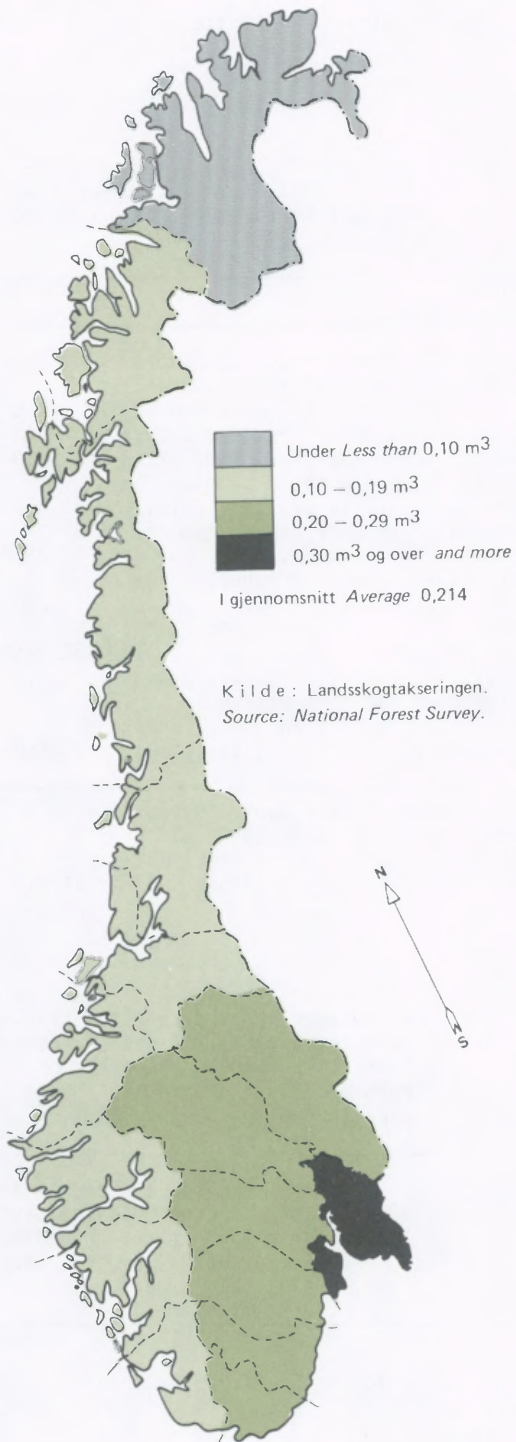 Under Less than 0,10 m³
0,10 – 0,19 m³
0,20 – 0,29 m³
0,30 m³ og over and more
I gjennomsnitt Average 0,214
Kilde: Landsskogtakseringen.
Source: National Forest Survey.
N
NS